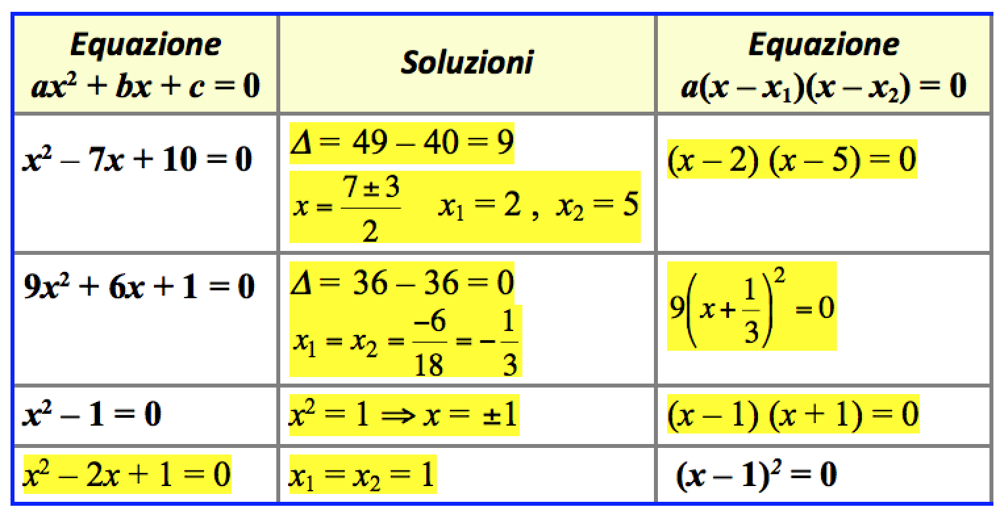 Equazione
ax² + bx + c = 0
Soluzioni
Equazione
a(x – x₁)(x – x₂) = 0
x² – 7x + 10 = 0
Δ = 49 – 40 = 9
x = (7 ± 3)/2 x₁ = 2 , x₂ = 5
(x – 2) (x – 5) = 0
9x² + 6x + 1 = 0
Δ = 36 – 36 = 0
x₁ = x₂ = –6/18 = –1/3
9(x + 1/3)² = 0
x² – 1 = 0
x² = 1 ⇒ x = ±1
(x – 1) (x + 1) = 0
x² – 2x + 1 = 0
x₁ = x₂ = 1
(x – 1)² = 0